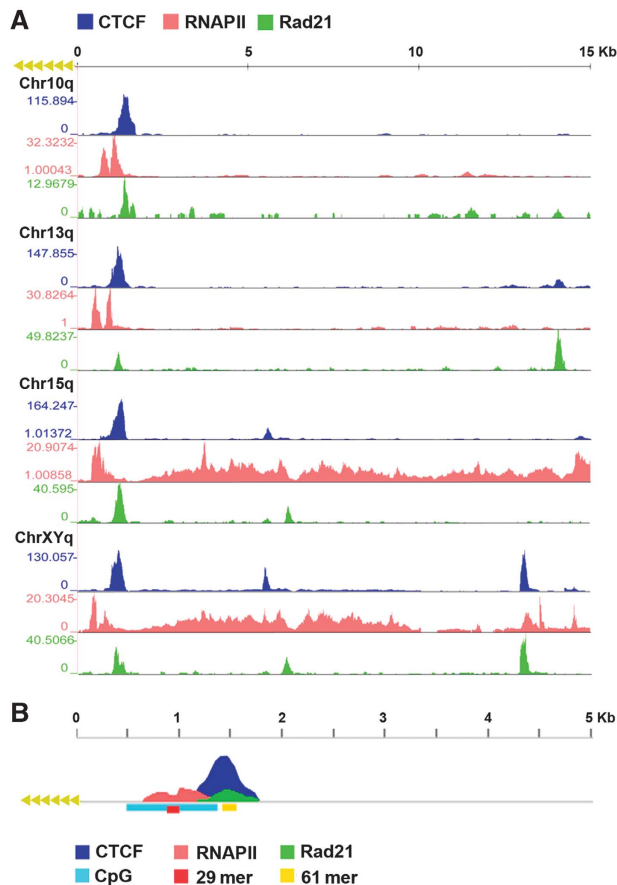 A
CTCF RNAPII Rad21
0 5 10 15 Kb
Chr10q
115.894
0
32.3232
1.00043
12.9679
0
Chr13q
147.855
0
30.8264
1
49.8237
0
Chr15q
164.247
1.01372
20.9074
1.00858
40.595
0
ChrXYq
130.057
0
20.3045
0
40.5066
0
B
0 1 2 3 4 5 Kb
CTCF RNAPII Rad21
CpG 29 mer 61 mer